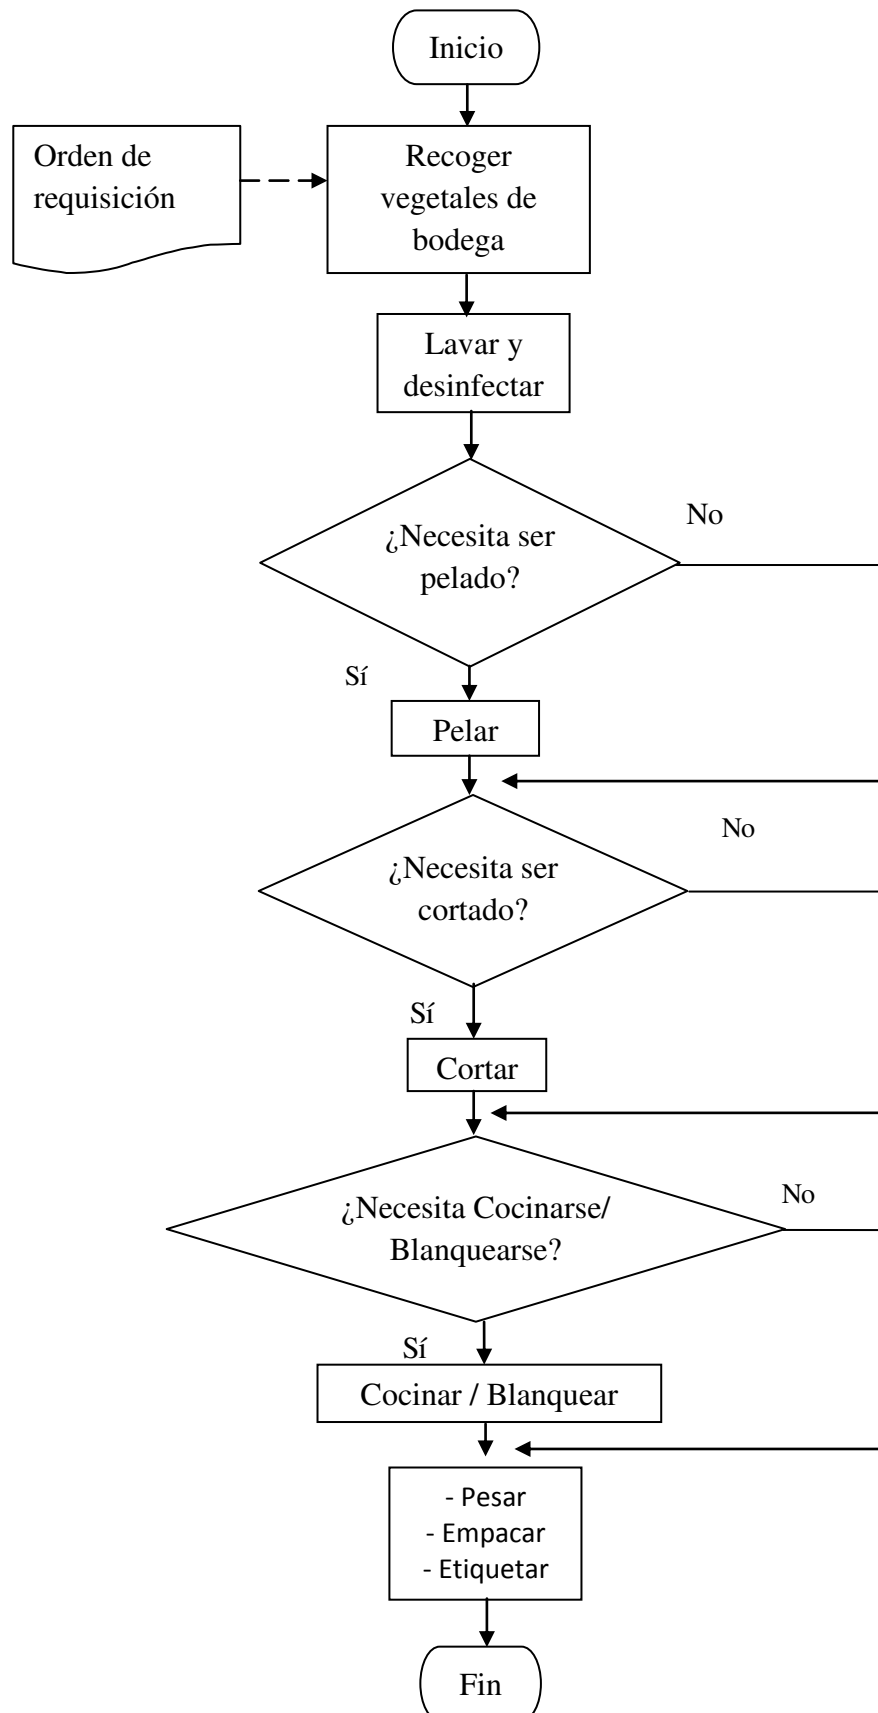 Inicio
Orden de
requisición
Recoger
vegetales de
bodega
Lavar y
desinfectar
¿Necesita ser
pelado?
No
Sí
Pelar
No
¿Necesita ser
cortado?
Sí
Cortar
¿Necesita Cocinarse/
Blanquearse?
No
Sí
Cocinar / Blanquear
- Pesar
- Empacar
- Etiquetar
Fin